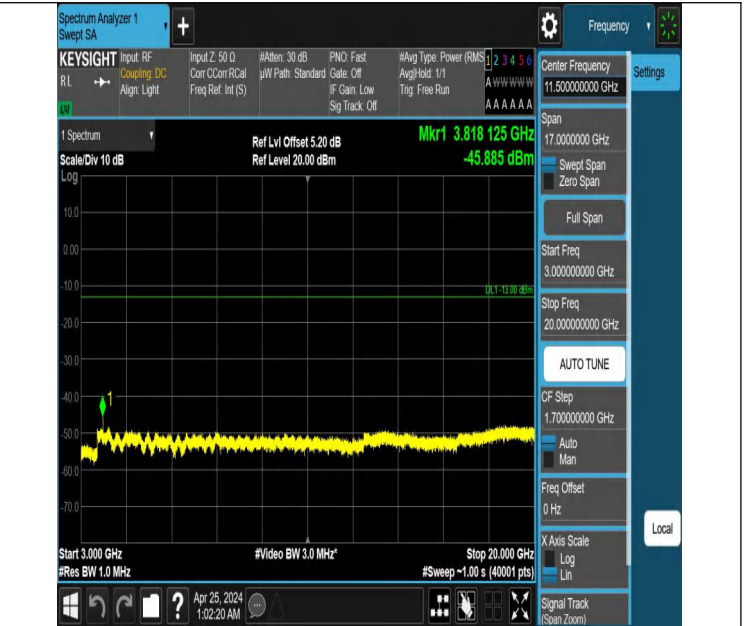 Spectrum Analyzer 1
Swept SA
+
Frequency
KEYSIGHT
RL
LNI
Input: RF
Coupling: DC
Align: Light
Input Z: 50 Ω
Corr CCorr RCal
Freq Ref: Int (S)
#Atten: 30 dB
µW Path: Standard
PNO: Fast
Gate: Off
IF Gain: Low
Sig Track: Off
#Avg Type: Power (RMS
Avg|Hold: 1/1
Trig: Free Run
1 2 3 4 5 6
A W W W W W
A A A A A A
1 Spectrum
Scale/Div 10 dB
Log
Ref Lvl Offset 5.20 dB
Ref Level 20.00 dBm
Mkr1 3.818 125 GHz
-45.885 dBm
10.0
0.00
-10.0
DL1 -13.00 dBm
-20.0
-30.0
-40.0
1
-50.0
-60.0
-70.0
Start 3.000 GHz
#Res BW 1.0 MHz
#Video BW 3.0 MHz*
Stop 20.000 GHz
#Sweep ~1.00 s (40001 pts)
Center Frequency
11.500000000 GHz
Settings
Span
17.0000000 GHz
Swept Span
Zero Span
Full Span
Start Freq
3.000000000 GHz
Stop Freq
20.000000000 GHz
AUTO TUNE
CF Step
1.700000000 GHz
Auto
Man
Freq Offset
0 Hz
X Axis Scale
Log
Lin
Local
Signal Track
(Span Zoom)
?
Apr 25, 2024
1:02:20 AM